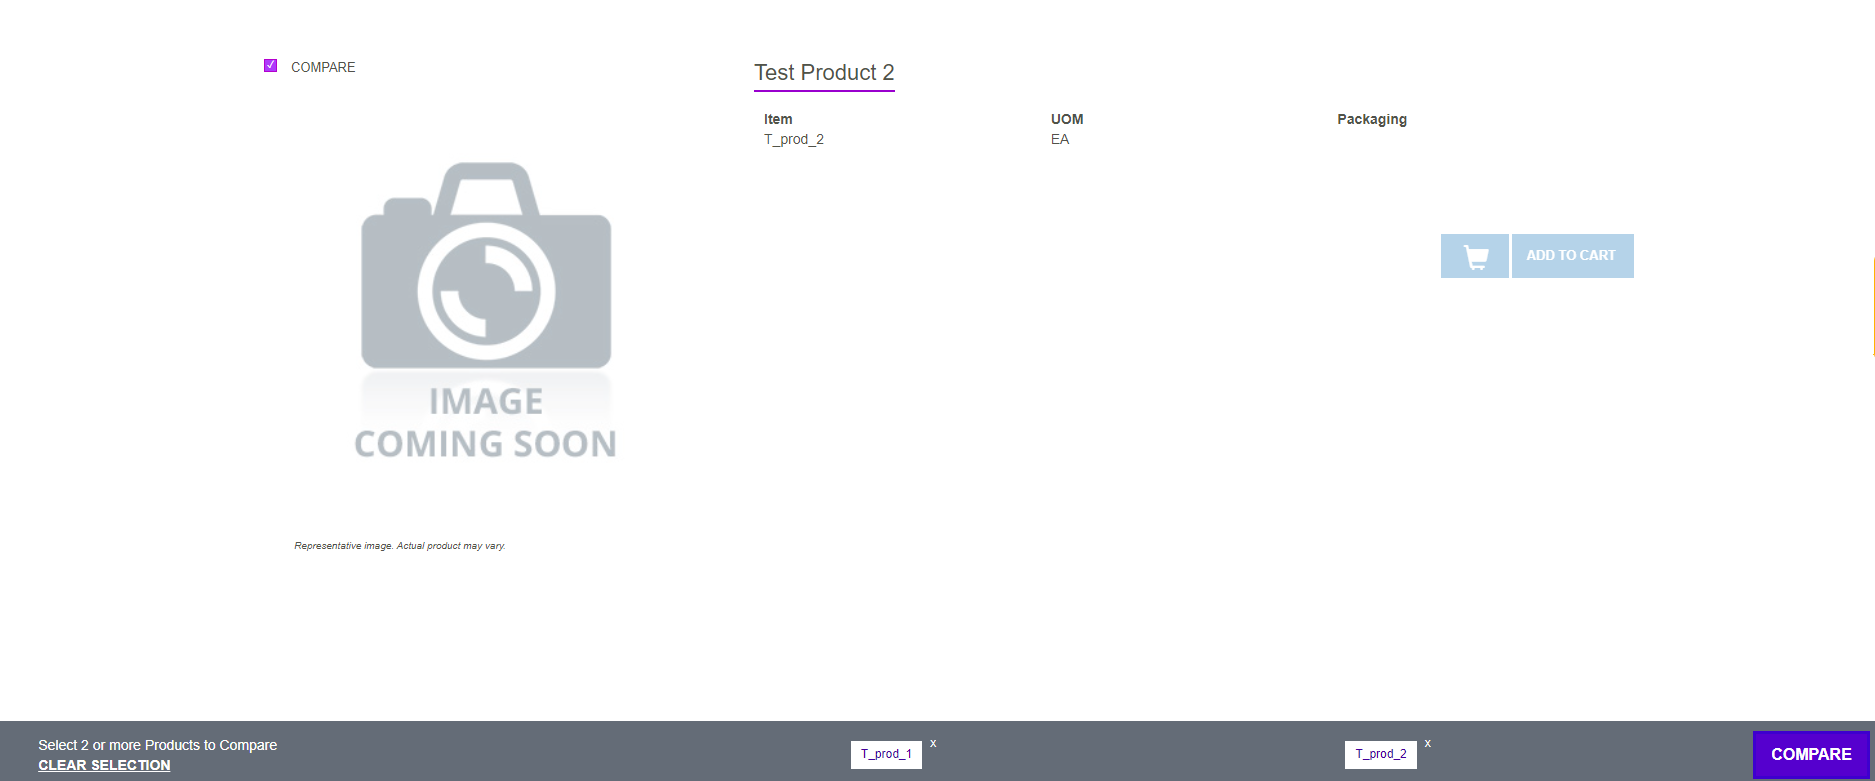 COMPARE
Test Product 2
Item UOM Packaging
T_prod_2 EA
ADD TO CART
IMAGE
COMING SOON
Representative image. Actual product may vary.
Select 2 or more Products to Compare
CLEAR SELECTION
T_prod_1 x
T_prod_2 x
COMPARE